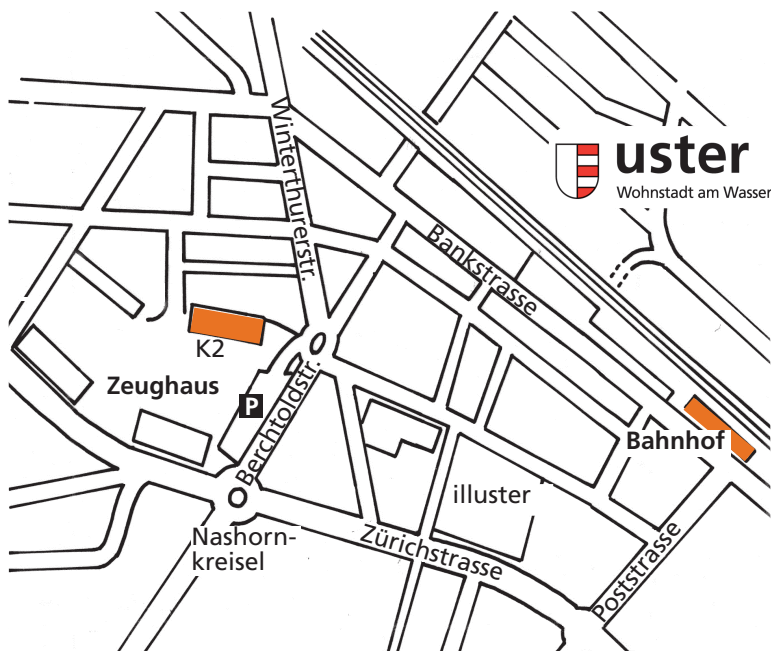 uster
Wohnstadt am Wasser
Winterthurerstr.
Bankstrasse
K2
Zeughaus
P
Berchtoldstr.
Bahnhof
illuster
Nashorn-
kreisel
Zürichstrasse
Poststrasse